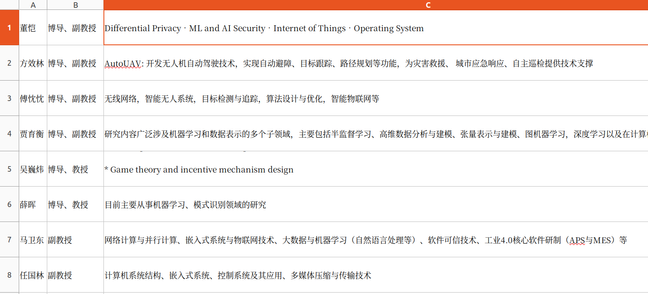 A B C
1 董恺 博导、副教授 Differential Privacy · ML and AI Security · Internet of Things · Operating System
2 方效林 博导、副教授 AutoUAV: 开发无人机自动驾驶技术，实现自动避障、目标跟踪、路径规划等功能，为灾害救援、 城市应急响应、自主巡检提供技术支撑
3 傅忱忱 博导、副教授 无线网络，智能无人系统，目标检测与追踪，算法设计与优化，智能物联网等
4 贾育衡 博导、副教授 研究内容广泛涉及机器学习和数据表示的多个子领域，主要包括半监督学习、高维数据分析与建模、张量表示与建模、图机器学习，深度学习以及在计算
5 吴巍炜 博导、教授 * Game theory and incentive mechanism design
6 薛晖 博导、教授 目前主要从事机器学习、模式识别领域的研究
7 马卫东 副教授 网络计算与并行计算、嵌入式系统与物联网技术、大数据与机器学习（自然语言处理等）、软件可信技术、工业4.0核心软件研制（APS与MES）等
8 任国林 副教授 计算机系统结构、嵌入式系统、控制系统及其应用、多媒体压缩与传输技术